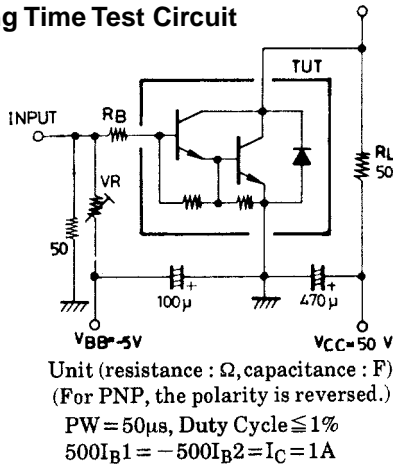 g Time Test Circuit
TUT
INPUT
RB
RL
50
VR
50
100µ
+
470µ
+
VBB=-5V
VCC=50 V
Unit (resistance : Ω, capacitance : F)
(For PNP, the polarity is reversed.)
PW=50µs, Duty Cycle≦1%
500IB1=-500IB2=IC=1A